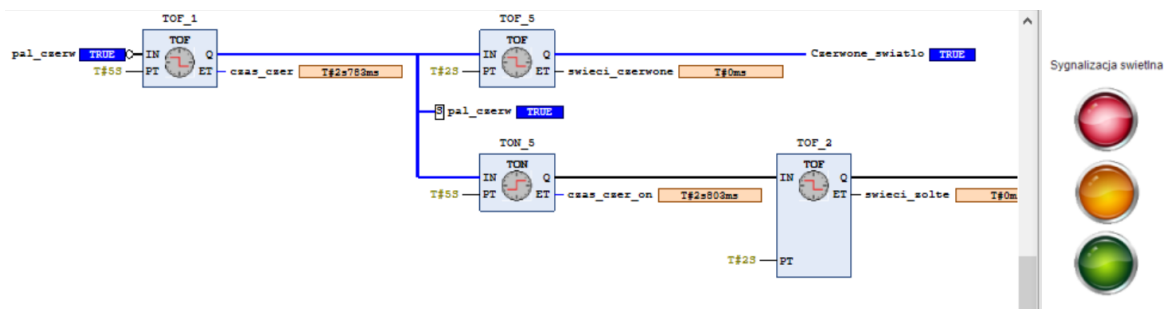 TOF_1
TOF_5
TOF
TOF
pal_czerw TRUE IN Q
IN Q
Czerwone_swiatlo TRUE
T#5S PT ET czas_czer T#2s783ms
T#2S PT ET swieci_czerwone T#0ms
Sygnalizacja swietlna
S pal_czerw TRUE
TON_5
TOF_2
TON
TOF
IN Q
IN Q
T#5S PT ET czas_czer_on T#2s803ms
ET swieci_zolte T#0m
T#2S PT